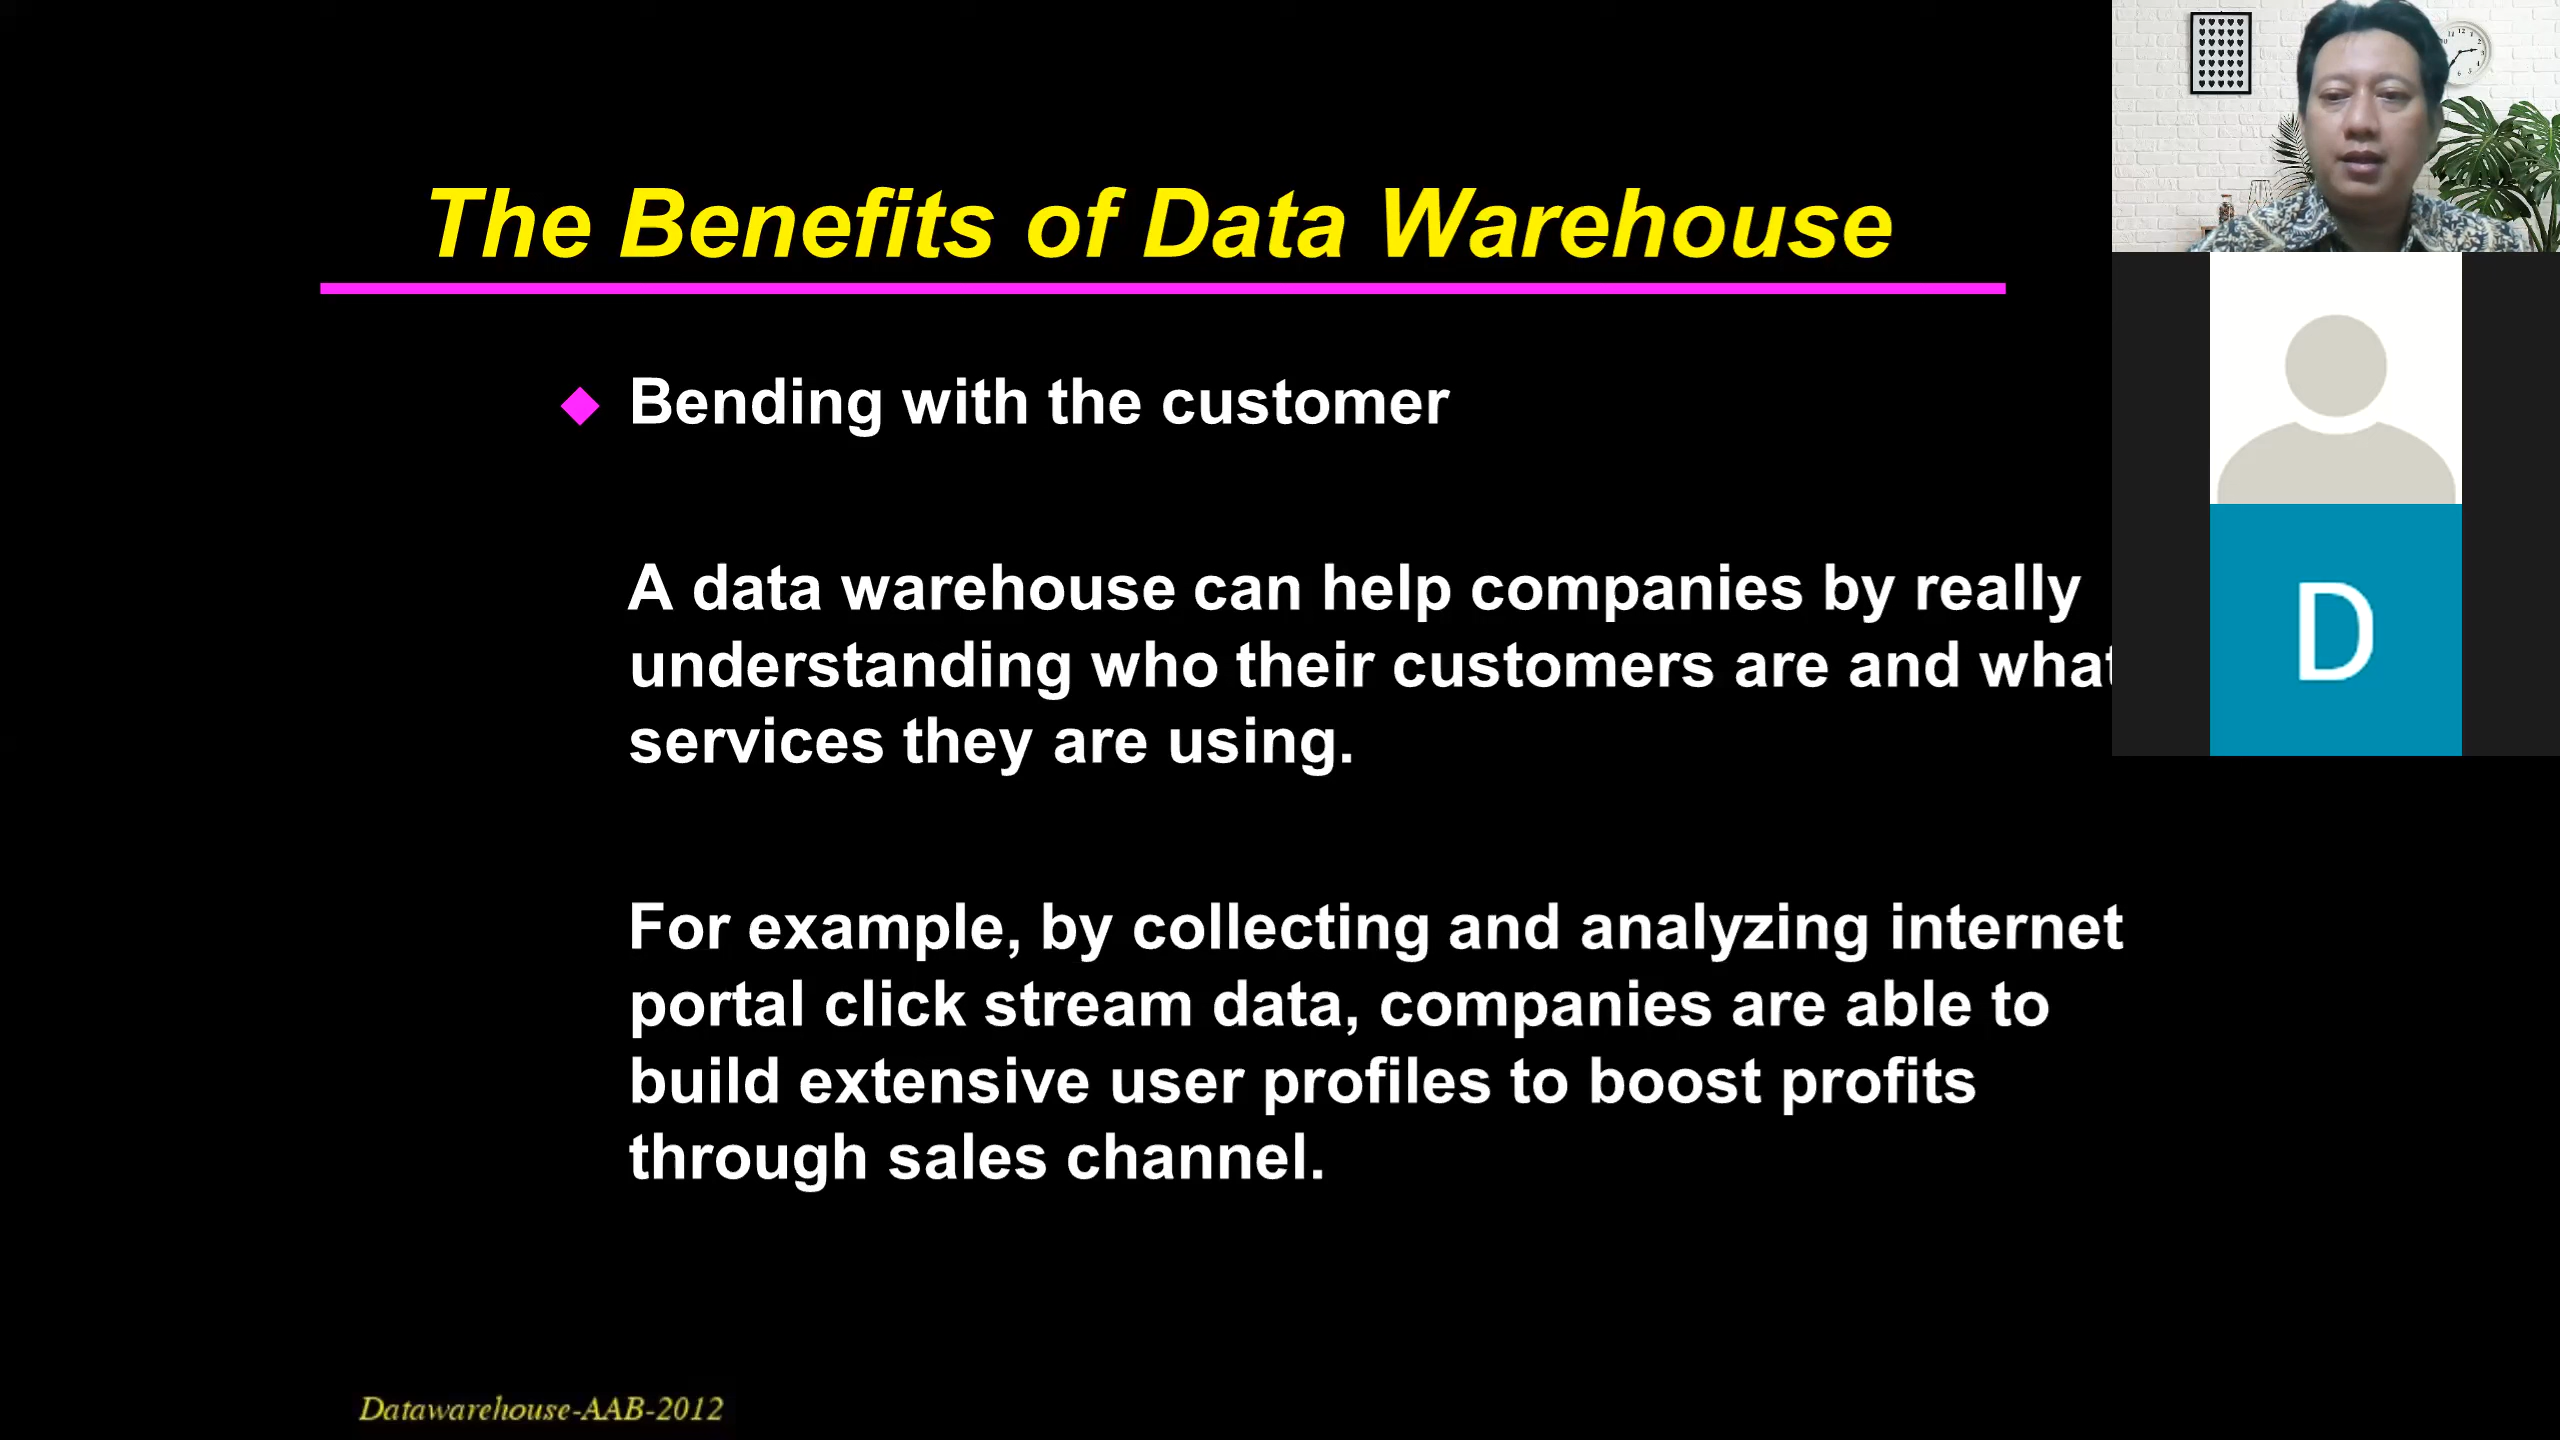 The Benefits of Data Warehouse
Bending with the customer
A data warehouse can help companies by really
understanding who their customers are and what
services they are using.
For example, by collecting and analyzing internet
portal click stream data, companies are able to
build extensive user profiles to boost profits
through sales channel.
Datawarehouse-AAB-2012
D